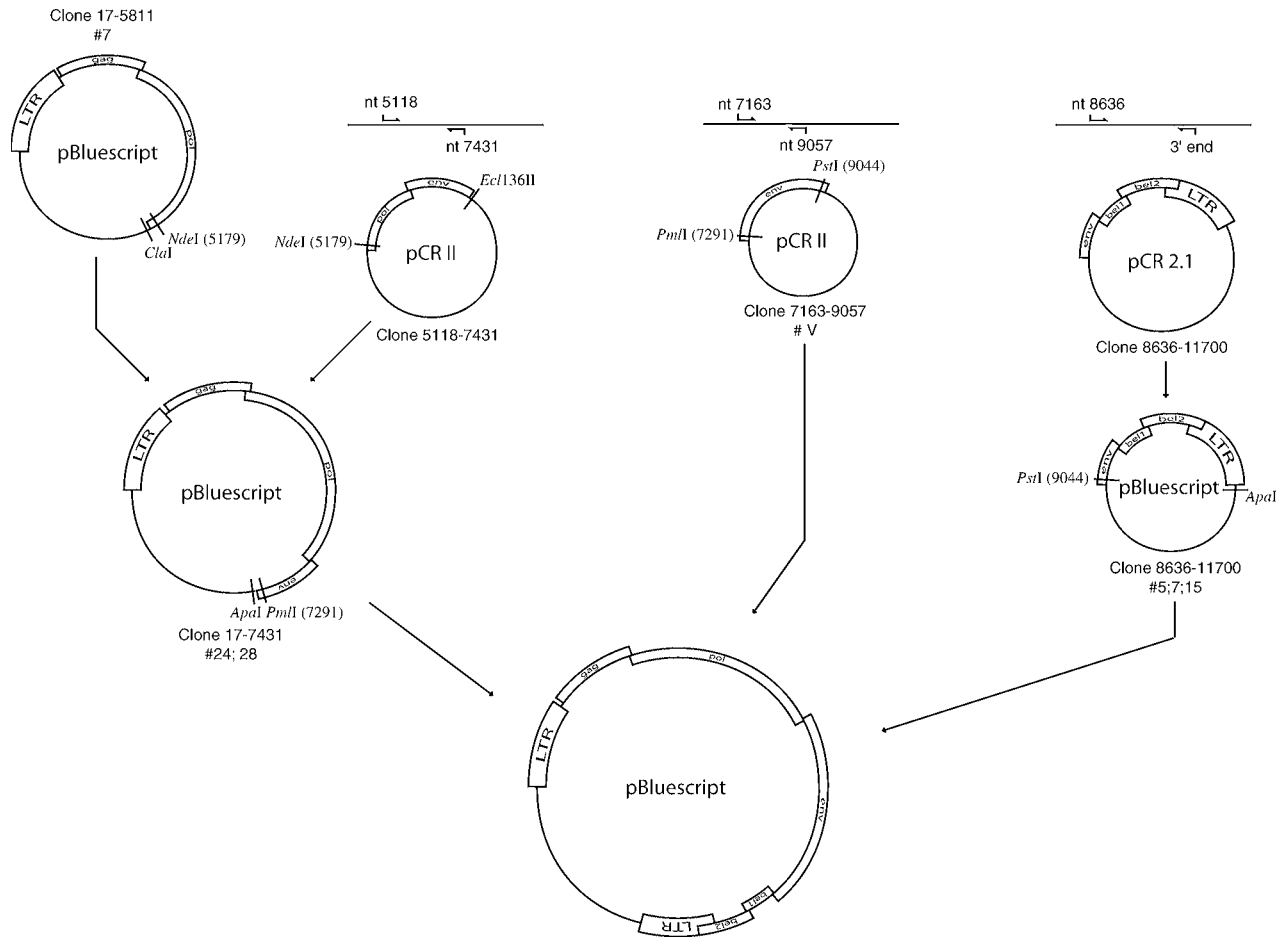 Clone 17-5811
#7
LTR
gag
pol
pBluescript
NdeI (5179)
ClaI
nt 5118
nt 7431
Ecl136II
env
pol
NdeI (5179)
pCR II
Clone 5118-7431
nt 7163
nt 9057
PstI (9044)
env
PmlI (7291)
pCR II
Clone 7163-9057
# V
nt 8636
3' end
env
bel1
bel2
LTR
pCR 2.1
Clone 8636-11700
LTR
gag
pol
env
pBluescript
ApaI PmlI (7291)
Clone 17-7431
#24; 28
env
bel1
bel2
LTR
PstI (9044)
pBluescript
ApaI
Clone 8636-11700
#5;7;15
LTR
gag
pol
env
bel1
bel2
LTR
pBluescript